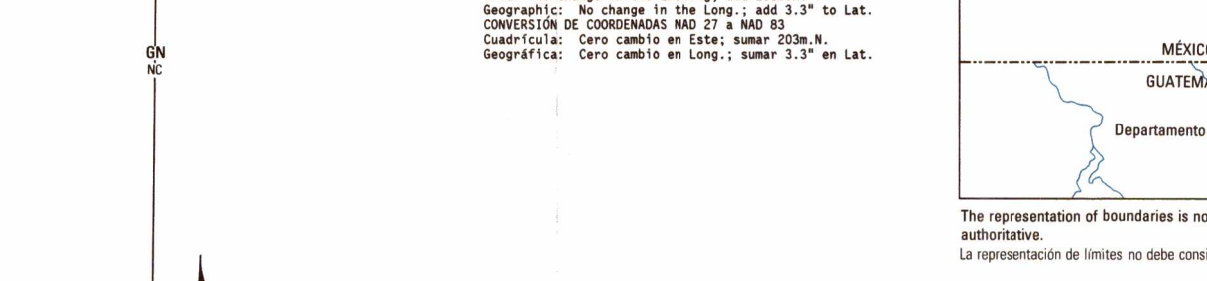 Geographic: No change in the Long.; add 3.3" to Lat.
CONVERSIÓN DE COORDENADAS NAD 27 a NAD 83
Cuadrícula: Cero cambio en Este; sumar 203m.N.
Geográfica: Cero cambio en Long.; sumar 3.3" en Lat.
GN
NC
MÉXICO
GUATEMA
Departamento
The representation of boundaries is no
authoritative.
La representación de límites no debe consi